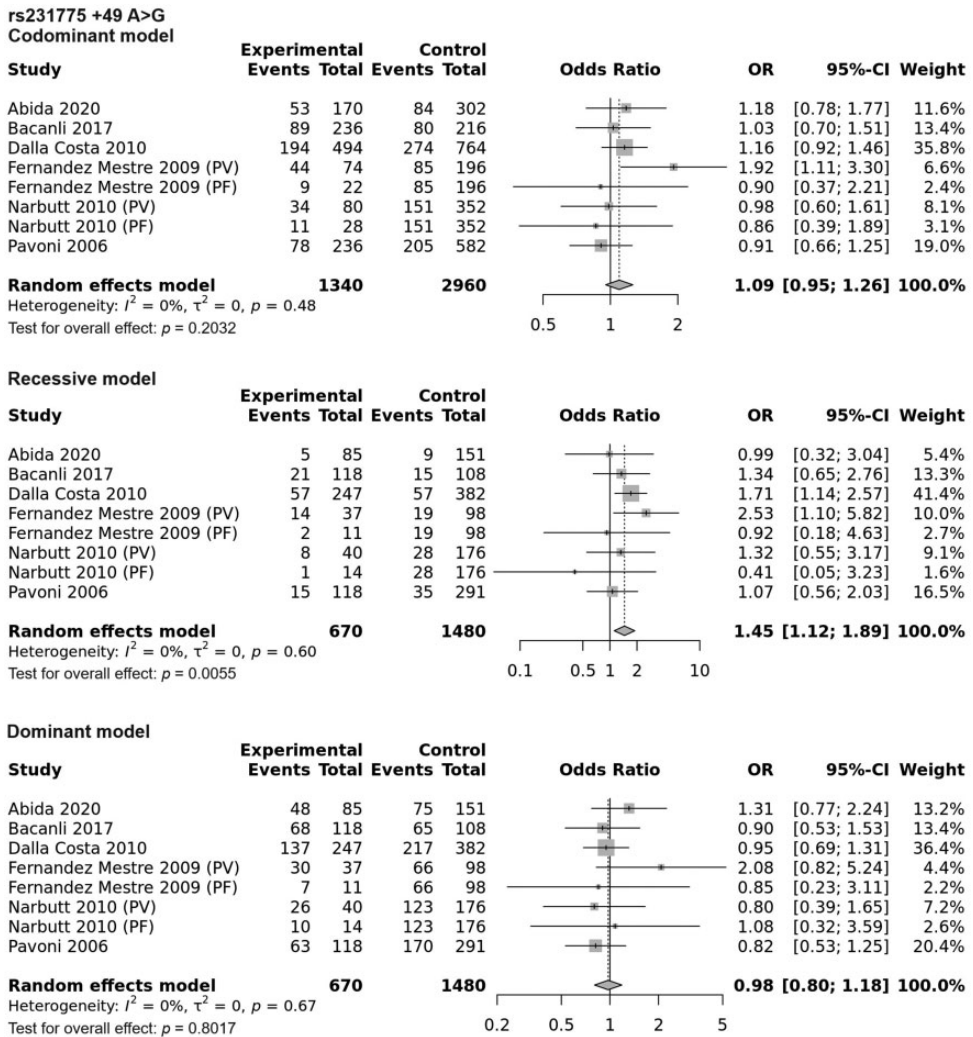 rs231775 +49 A>G
Codominant model
Experimental Control
Study Events Total Events Total Odds Ratio OR 95%-CI Weight
Abida 2020 53 170 84 302 1.18 [0.78; 1.77] 11.6%
Bacanli 2017 89 236 80 216 1.03 [0.70; 1.51] 13.4%
Dalla Costa 2010 194 494 274 764 1.16 [0.92; 1.46] 35.8%
Fernandez Mestre 2009 (PV) 44 74 85 196 1.92 [1.11; 3.30] 6.6%
Fernandez Mestre 2009 (PF) 9 22 85 196 0.90 [0.37; 2.21] 2.4%
Narbutt 2010 (PV) 34 80 151 352 0.98 [0.60; 1.61] 8.1%
Narbutt 2010 (PF) 11 28 151 352 0.86 [0.39; 1.89] 3.1%
Pavoni 2006 78 236 205 582 0.91 [0.66; 1.25] 19.0%
Random effects model 1340 2960 1.09 [0.95; 1.26] 100.0%
Heterogeneity: I² = 0%, τ² = 0, p = 0.48
Test for overall effect: p = 0.2032
0.5 1 2
Recessive model
Experimental Control
Study Events Total Events Total Odds Ratio OR 95%-CI Weight
Abida 2020 5 85 9 151 0.99 [0.32; 3.04] 5.4%
Bacanli 2017 21 118 15 108 1.34 [0.65; 2.76] 13.3%
Dalla Costa 2010 57 247 57 382 1.71 [1.14; 2.57] 41.4%
Fernandez Mestre 2009 (PV) 14 37 19 98 2.53 [1.10; 5.82] 10.0%
Fernandez Mestre 2009 (PF) 2 11 19 98 0.92 [0.18; 4.63] 2.7%
Narbutt 2010 (PV) 8 40 28 176 1.32 [0.55; 3.17] 9.1%
Narbutt 2010 (PF) 1 14 28 176 0.41 [0.05; 3.23] 1.6%
Pavoni 2006 15 118 35 291 1.07 [0.56; 2.03] 16.5%
Random effects model 670 1480 1.45 [1.12; 1.89] 100.0%
Heterogeneity: I² = 0%, τ² = 0, p = 0.60
Test for overall effect: p = 0.0055
0.1 0.5 1 2 10
Dominant model
Experimental Control
Study Events Total Events Total Odds Ratio OR 95%-CI Weight
Abida 2020 48 85 75 151 1.31 [0.77; 2.24] 13.2%
Bacanli 2017 68 118 65 108 0.90 [0.53; 1.53] 13.4%
Dalla Costa 2010 137 247 217 382 0.95 [0.69; 1.31] 36.4%
Fernandez Mestre 2009 (PV) 30 37 66 98 2.08 [0.82; 5.24] 4.4%
Fernandez Mestre 2009 (PF) 7 11 66 98 0.85 [0.23; 3.11] 2.2%
Narbutt 2010 (PV) 26 40 123 176 0.80 [0.39; 1.65] 7.2%
Narbutt 2010 (PF) 10 14 123 176 1.08 [0.32; 3.59] 2.6%
Pavoni 2006 63 118 170 291 0.82 [0.53; 1.25] 20.4%
Random effects model 670 1480 0.98 [0.80; 1.18] 100.0%
Heterogeneity: I² = 0%, τ² = 0, p = 0.67
Test for overall effect: p = 0.8017
0.2 0.5 1 2 5